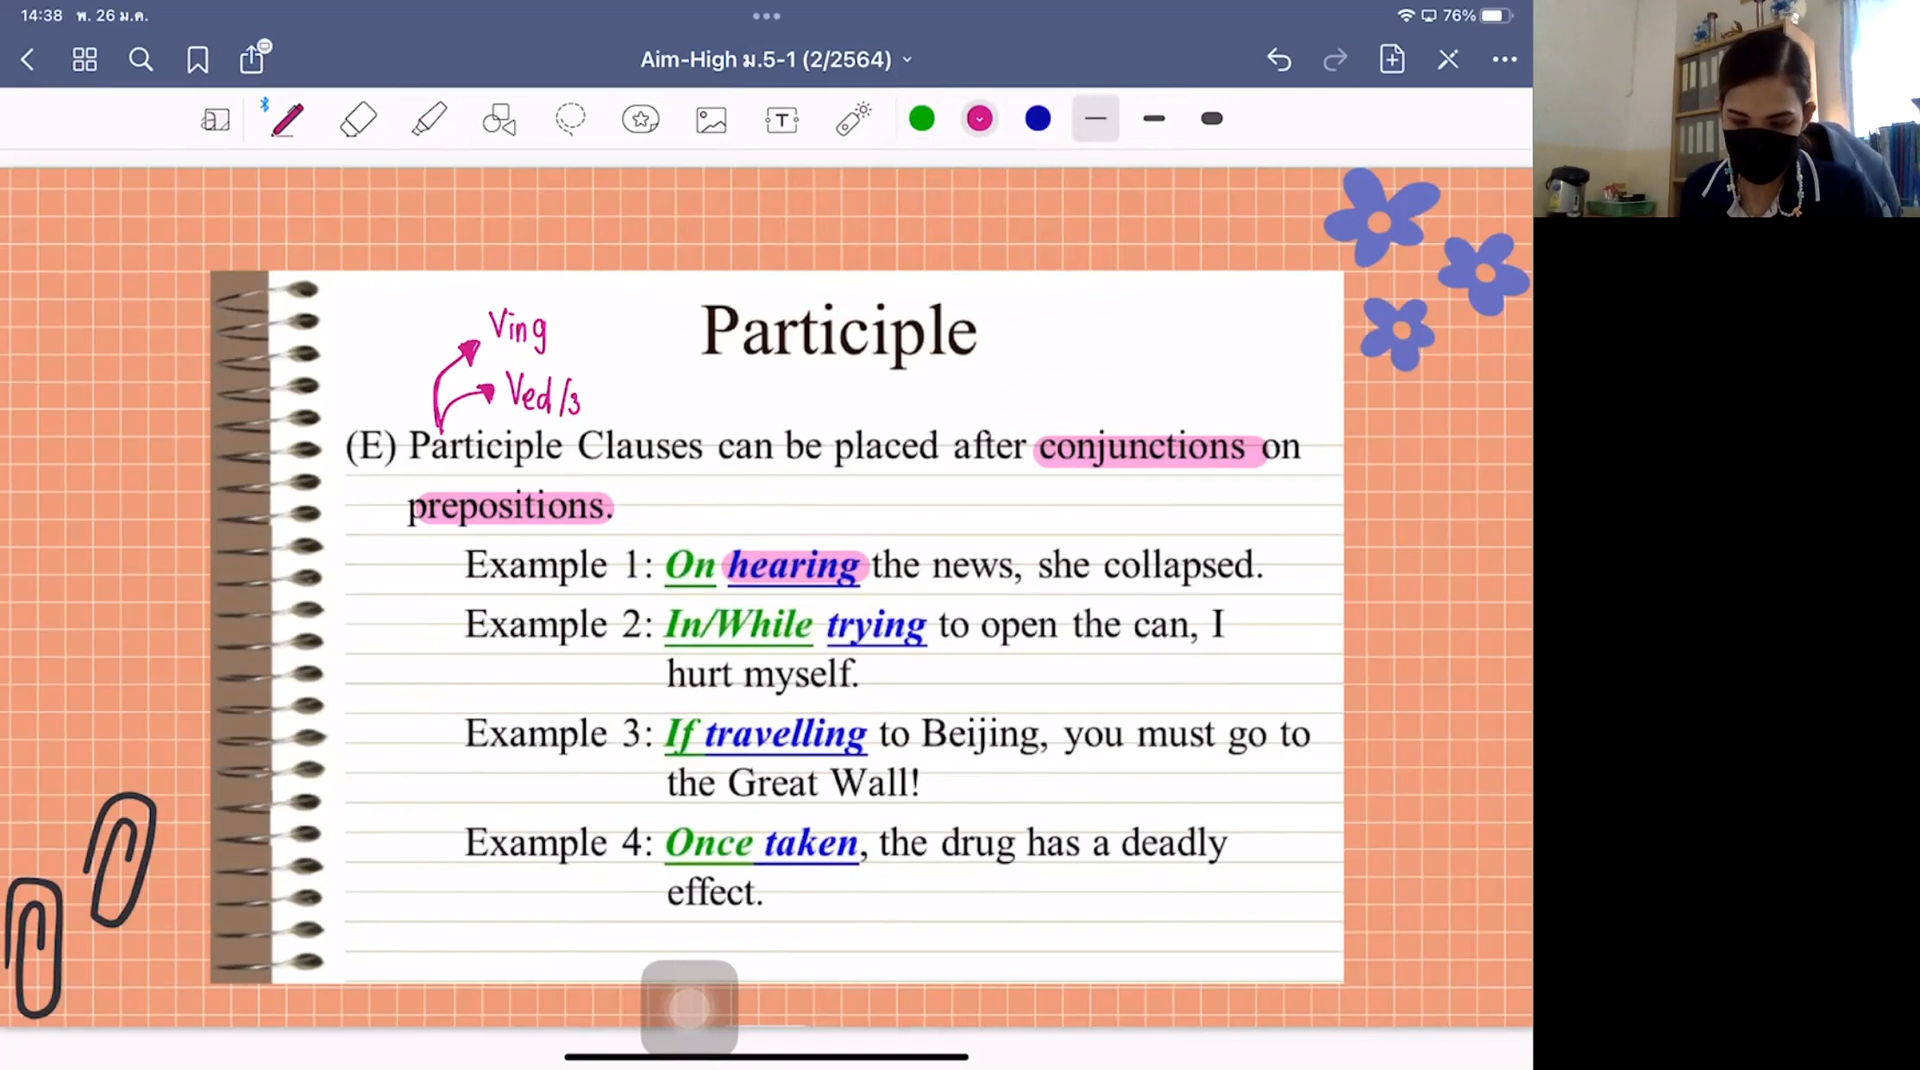 14:38 พ. 26 ม.ค.
76%
Aim-High ม.5-1 (2/2564)
T
Participle
Ving
Ved/3
(E) Participle Clauses can be placed after conjunctions on
prepositions.
Example 1: On hearing the news, she collapsed.
Example 2: In/While trying to open the can, I
hurt myself.
Example 3: If travelling to Beijing, you must go to
the Great Wall!
Example 4: Once taken, the drug has a deadly
effect.